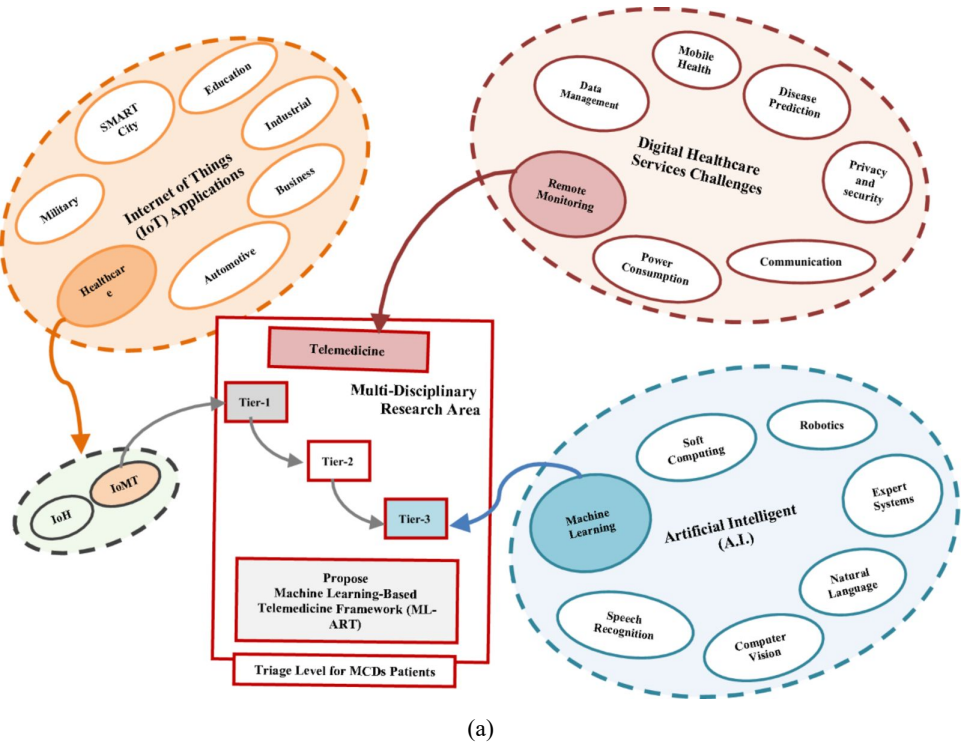 Education
SMART
City
Industrial
Military
Internet of Things
(IoT) Applications
Business
Healthcar
e
Automotive
Mobile
Health
Data
Management
Disease
Prediction
Digital Healthcare
Services Challenges
Privacy
and
security
Remote
Monitoring
Power
Consumption
Communication
Telemedicine
Multi-Disciplinary
Research Area
Tier-1
Tier-2
Tier-3
IoMT
IoH
Propose
Machine Learning-Based
Telemedicine Framework (ML-
ART)
Triage Level for MCDs Patients
Soft
Computing
Robotics
Machine
Learning
Artificial Intelligent
(A.I.)
Expert
Systems
Natural
Language
Speech
Recognition
Computer
Vision
(a)